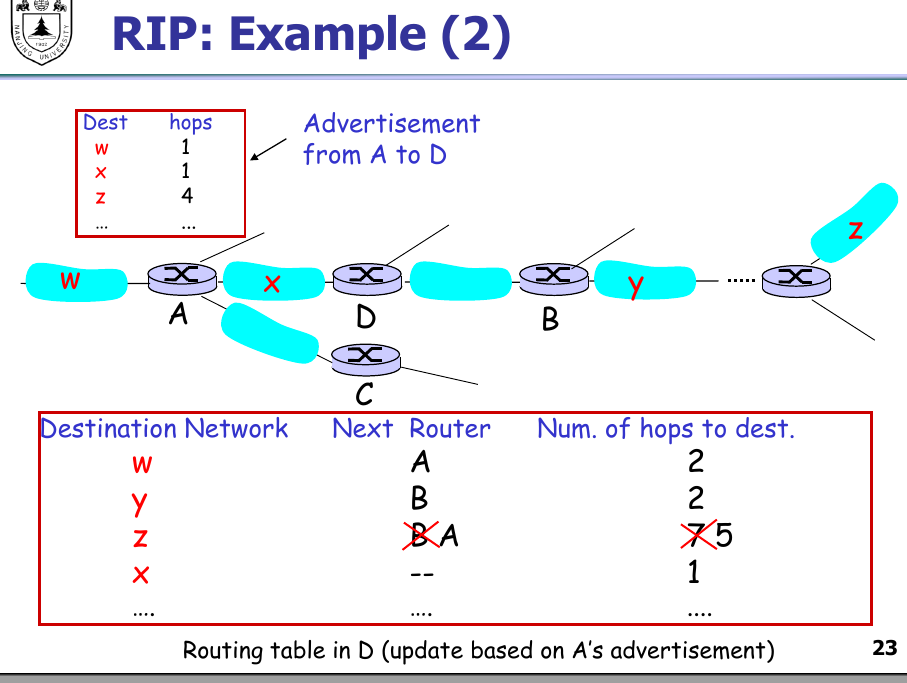 NANJING UNIVERSITY
1902
RIP: Example (2)
Dest hops
w 1
x 1
z 4
... ...
Advertisement
from A to D
z
w
x
y
.....
A
D
B
C
Destination Network Next Router Num. of hops to dest.
w A 2
y B 2
z B A 7 5
x -- 1
.... .... ....
Routing table in D (update based on A's advertisement)
23